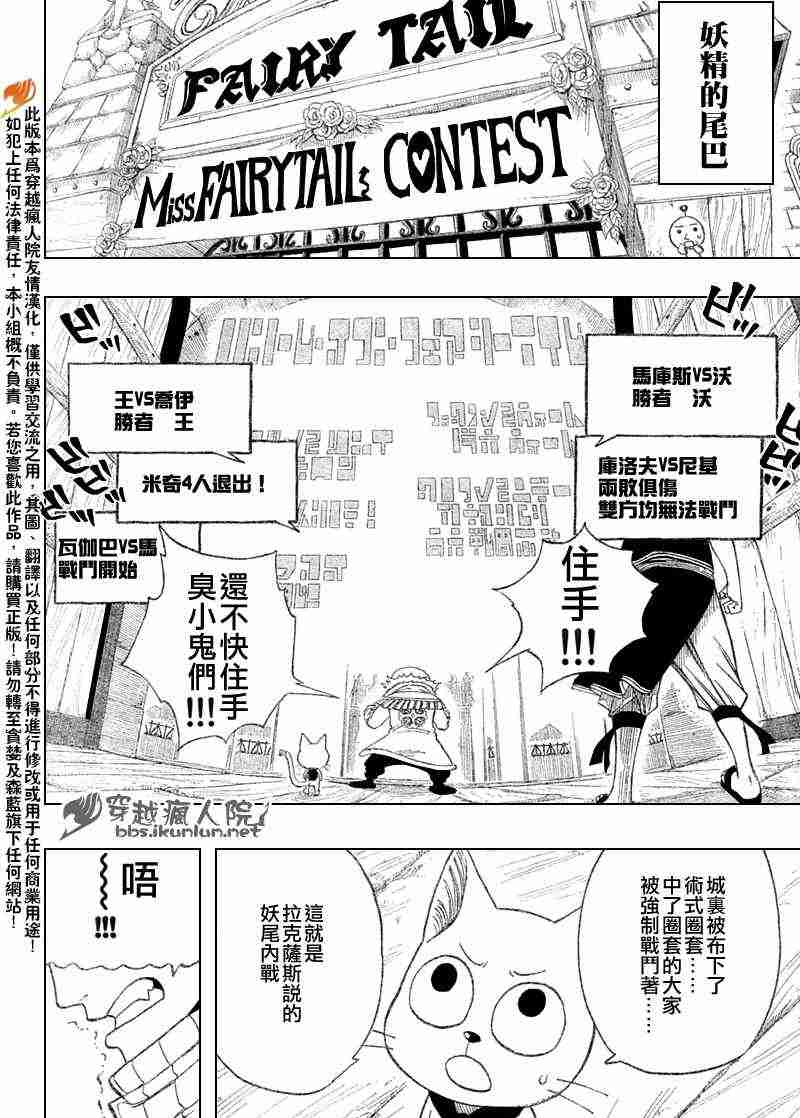 妖精的尾巴
FAIRY TAIL
Miss FAIRYTAIL CONTEST
馬庫斯VS沃
勝者　沃
庫洛夫VS尼基
兩敗俱傷
雙方均無法戰鬥
王VS喬伊
勝者　王
米奇4人退出！
瓦伽巴VS馬
戰鬥開始
ビビッ
ビビッ
ビッ
ビッ
住手!!!
還不快住手
臭小鬼們!!!
城裏被布下了
術式圈套……
中了圈套的大家
被強制戰鬥著……
這就是
拉克薩斯說的
妖尾內戰
唔
!!!
此版本爲穿越瘋人院友情漢化，僅供學習交流之用，其圖、翻譯以及任何部分不得進行修改或用于任何商業用途！
如犯上任何法律責任，本小組概不負責。若您喜歡此作品，請購買正版！請勿轉至貪婪及森藍旗下任何網站！
穿越瘋人院
bbs.ikunlun.net